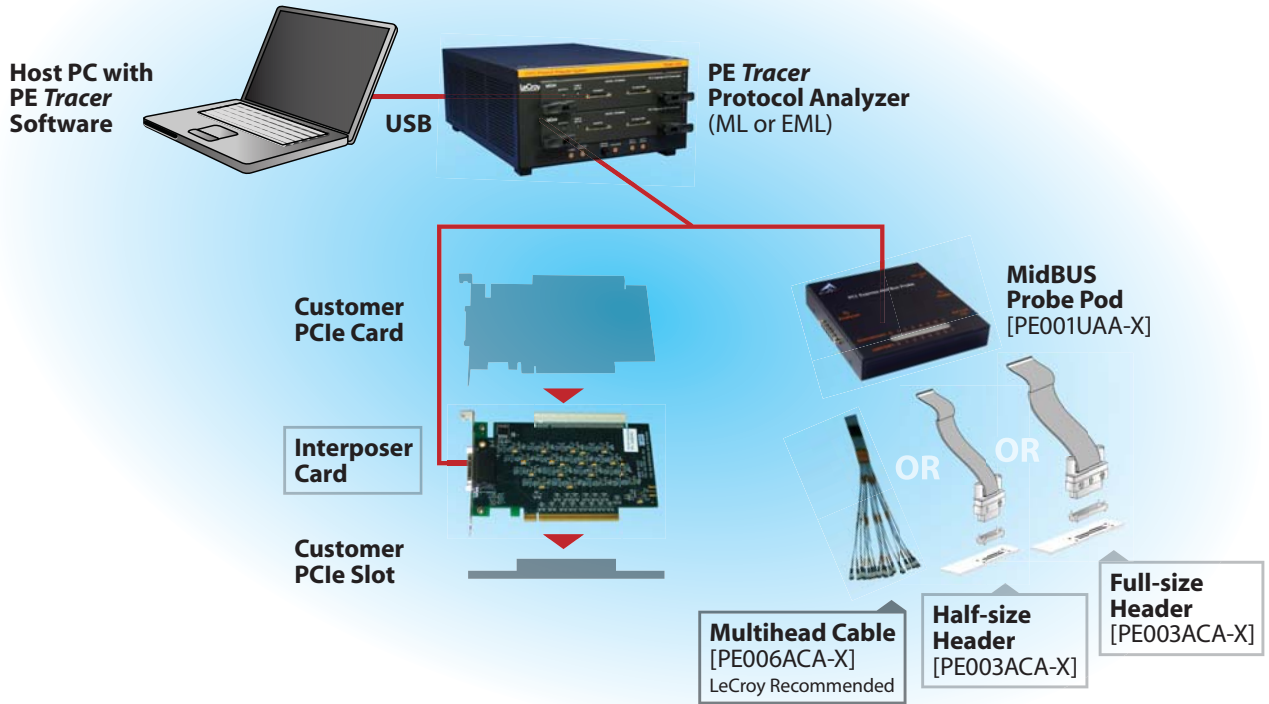 Host PC with
PE Tracer
Software
USB
LeCroy
PE Tracer
Protocol Analyzer
(ML or EML)
Customer
PCIe Card
MidBUS
Probe Pod
[PE001UAA-X]
Interposer
Card
Customer
PCIe Slot
OR
OR
Multihead Cable
[PE006ACA-X]
LeCroy Recommended
Half-size
Header
[PE003ACA-X]
Full-size
Header
[PE003ACA-X]